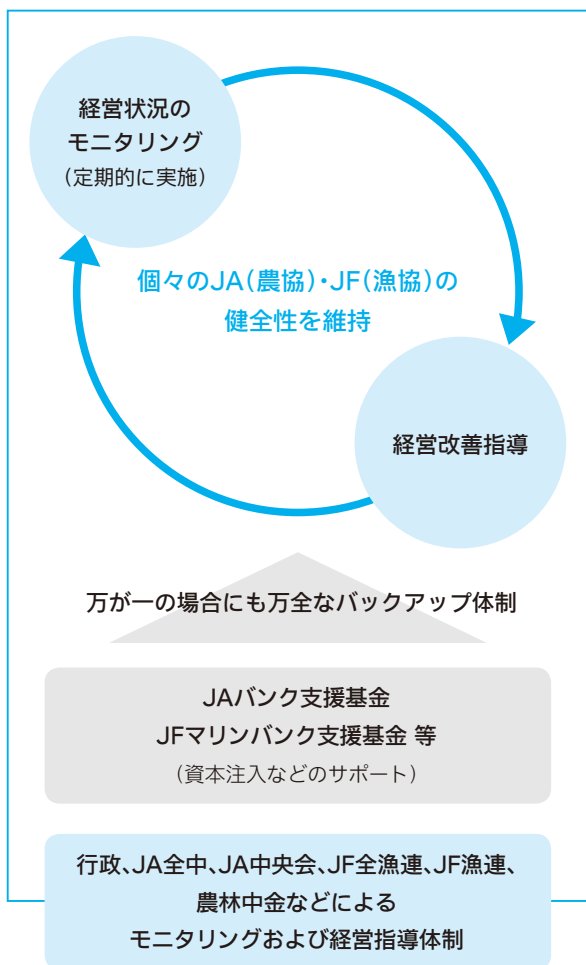 経営状況の
モニタリング
（定期的に実施）
個々のJA（農協）・JF（漁協）の
健全性を維持
経営改善指導
万が一の場合にも万全なバックアップ体制
JAバンク支援基金
JFマリンバンク支援基金 等
（資本注入などのサポート）
行政、JA全中、JA中央会、JF全漁連、JF漁連、
農林中金などによる
モニタリングおよび経営指導体制